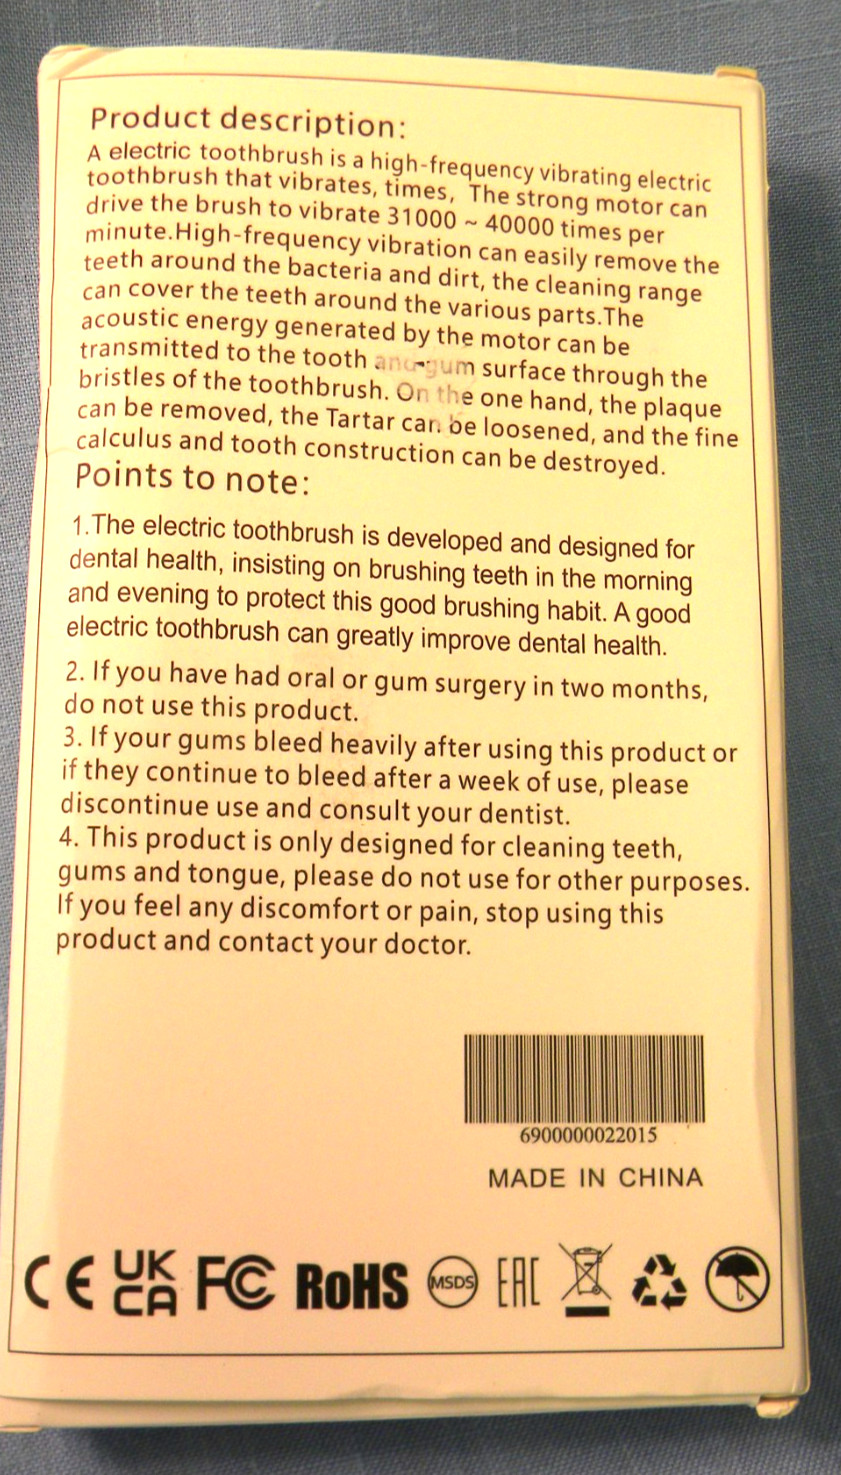 Product description:
A electric toothbrush is a high-frequency vibrating electric
toothbrush that vibrates, times, The strong motor can
drive the brush to vibrate 31000 ~ 40000 times per
minute.High-frequency vibration can easily remove the
teeth around the bacteria and dirt, the cleaning range
can cover the teeth around the various parts.The
acoustic energy generated by the motor can be
transmitted to the tooth and gum surface through the
bristles of the toothbrush. On the one hand, the plaque
can be removed, the Tartar can be loosened, and the fine
calculus and tooth construction can be destroyed.
Points to note:
1.The electric toothbrush is developed and designed for
dental health, insisting on brushing teeth in the morning
and evening to protect this good brushing habit. A good
electric toothbrush can greatly improve dental health.
2. If you have had oral or gum surgery in two months,
do not use this product.
3. If your gums bleed heavily after using this product or
if they continue to bleed after a week of use, please
discontinue use and consult your dentist.
4. This product is only designed for cleaning teeth,
gums and tongue, please do not use for other purposes.
If you feel any discomfort or pain, stop using this
product and contact your doctor.
6900000022015
MADE IN CHINA
CE UK CA FC RoHS MSDS EAC